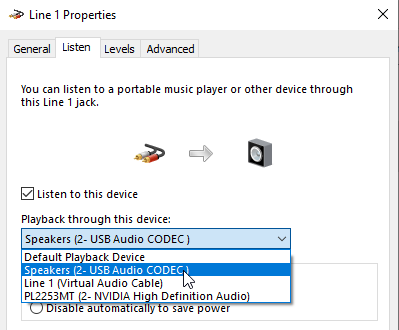 Line 1 Properties
General Listen Levels Advanced
You can listen to a portable music player or other device through
this Line 1 jack.
Listen to this device
Playback through this device:
Speakers (2- USB Audio CODEC )
Default Playback Device
Speakers (2- USB Audio CODEC )
Line 1 (Virtual Audio Cable)
PL2253MT (2- NVIDIA High Definition Audio)
Disable automatically to save power